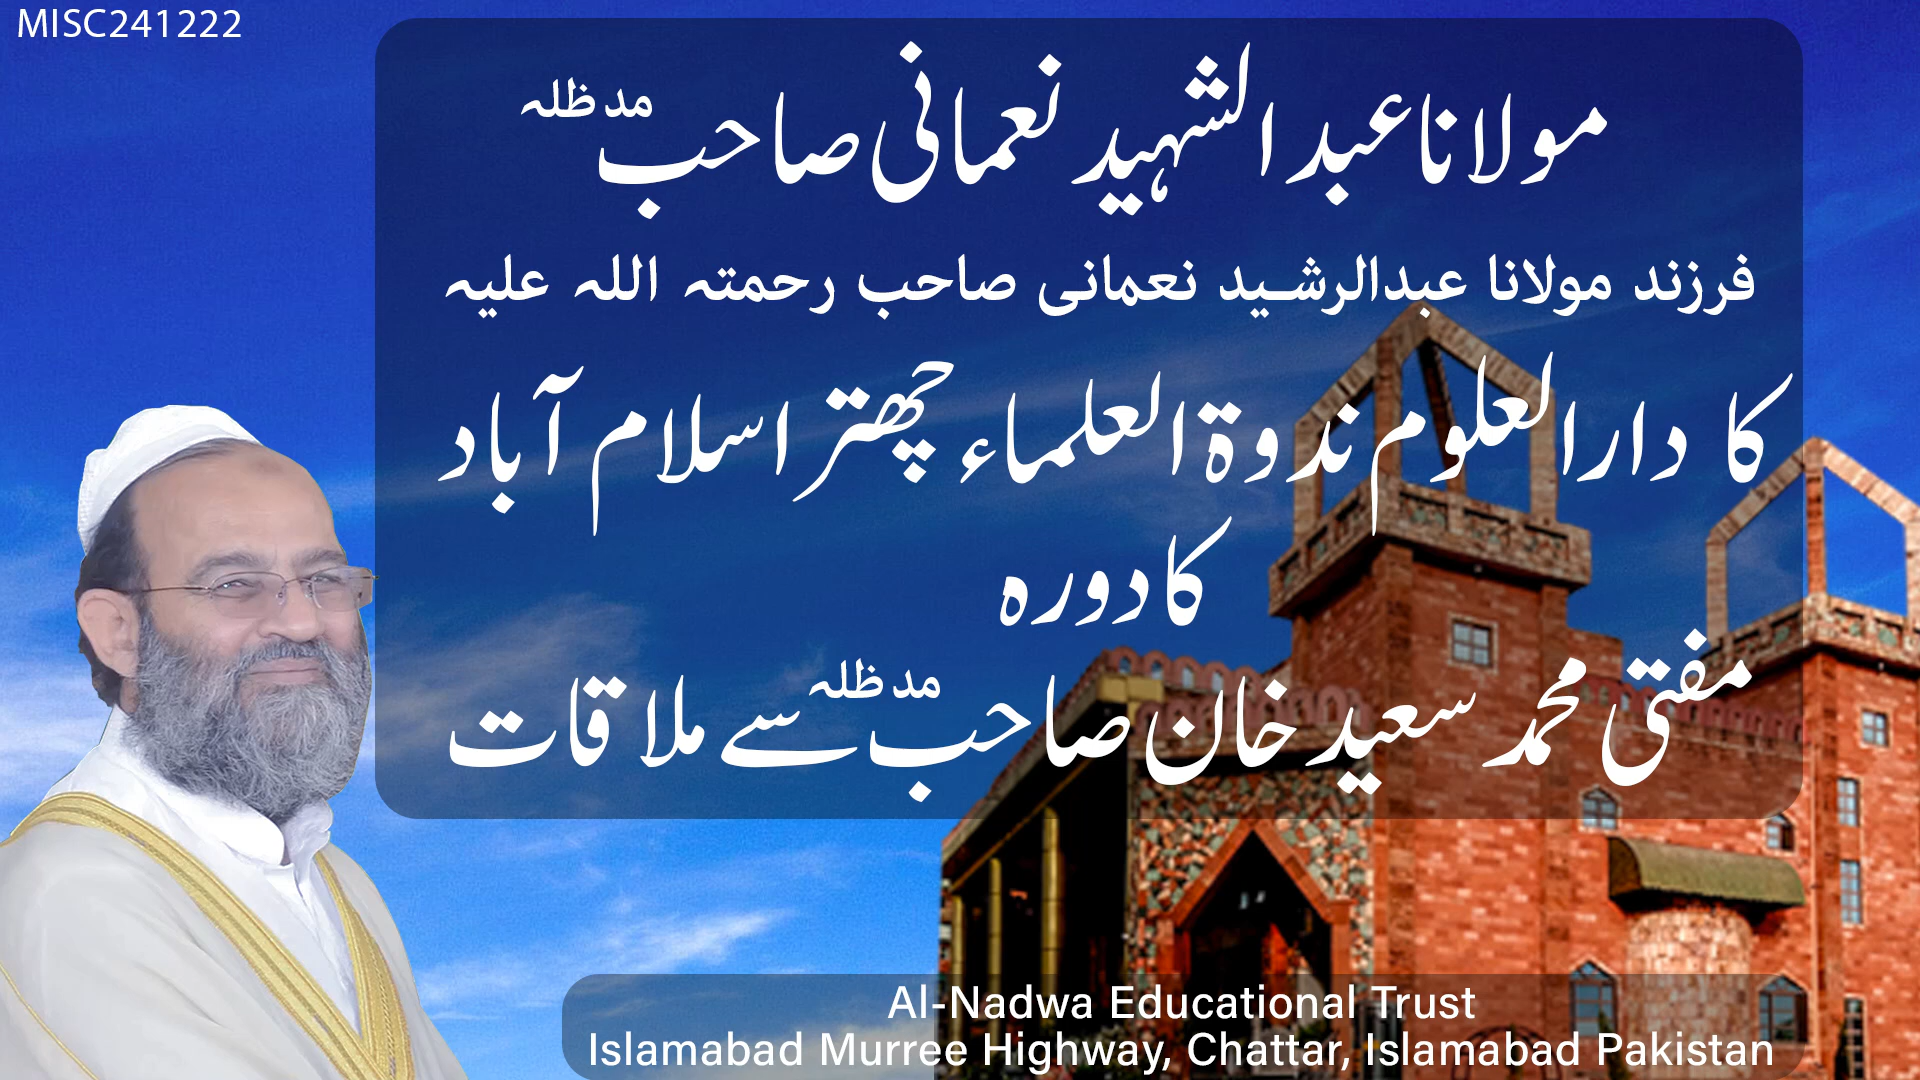 MISC241222
مولانا عبدالشہید نعمانی صاحب مدظلہ
فرزند مولانا عبدالرشید نعمانی صاحب رحمتہ اللہ علیہ
کا دارالعلوم ندوۃ العلماء چھتر اسلام آباد
کا دورہ
مفتی محمد سعید خان صاحب مدظلہ سے ملاقات
Al-Nadwa Educational Trust
Islamabad Murree Highway, Chattar, Islamabad Pakistan